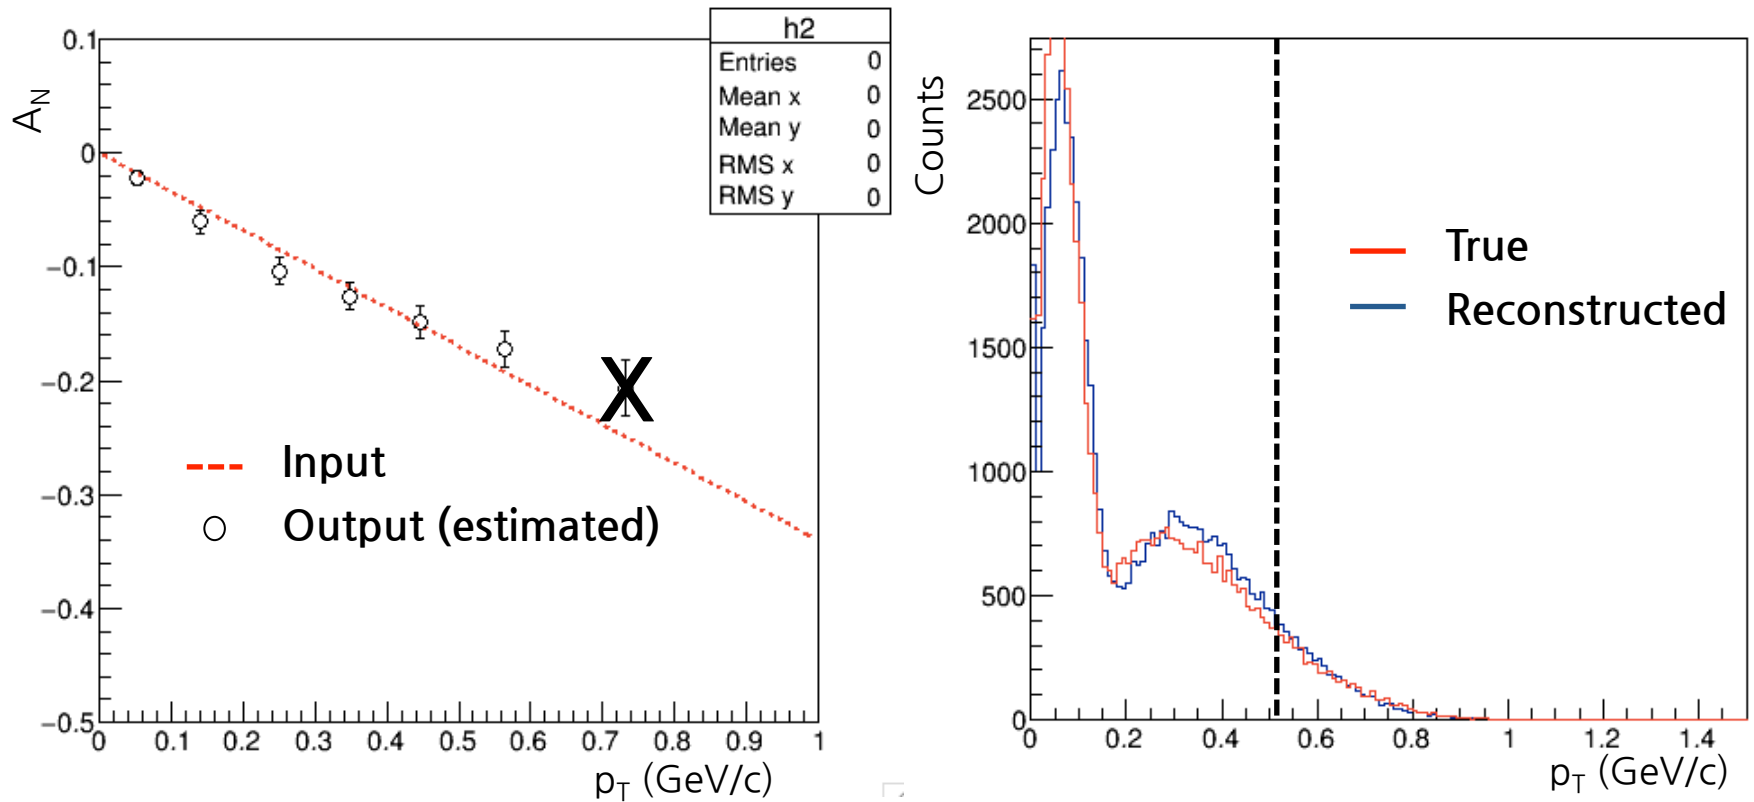 h2
Entries 0
Mean x 0
Mean y 0
RMS x 0
RMS y 0
A_N
0.1
0
−0.1
−0.2
−0.3
−0.4
−0.5
Input
Output (estimated)
X
0 0.1 0.2 0.3 0.4 0.5 0.6 0.7 0.8 0.9 1
p_T (GeV/c)
Counts
2500
2000
1500
1000
500
0
True
Reconstructed
0 0.2 0.4 0.6 0.8 1 1.2 1.4
p_T (GeV/c)